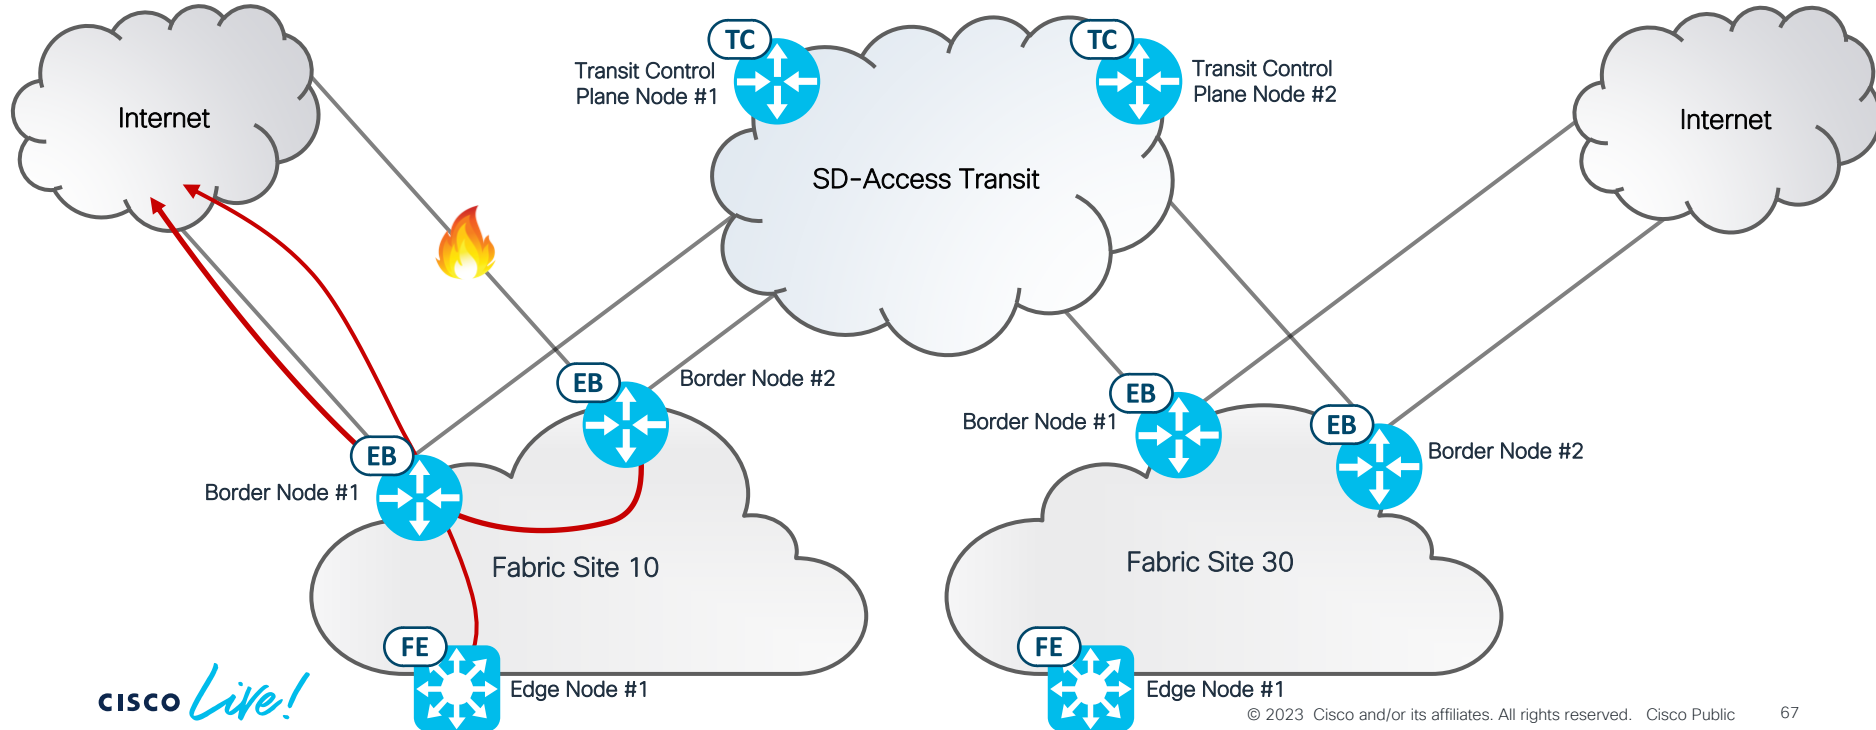 TC
TC
Transit Control
Plane Node #1
Transit Control
Plane Node #2
Internet
Internet
SD-Access Transit
EB
Border Node #2
EB
Border Node #1
EB
Border Node #2
EB
Border Node #1
Fabric Site 10
Fabric Site 30
FE
Edge Node #1
FE
Edge Node #1
CISCO Live!
© 2023 Cisco and/or its affiliates. All rights reserved. Cisco Public
67